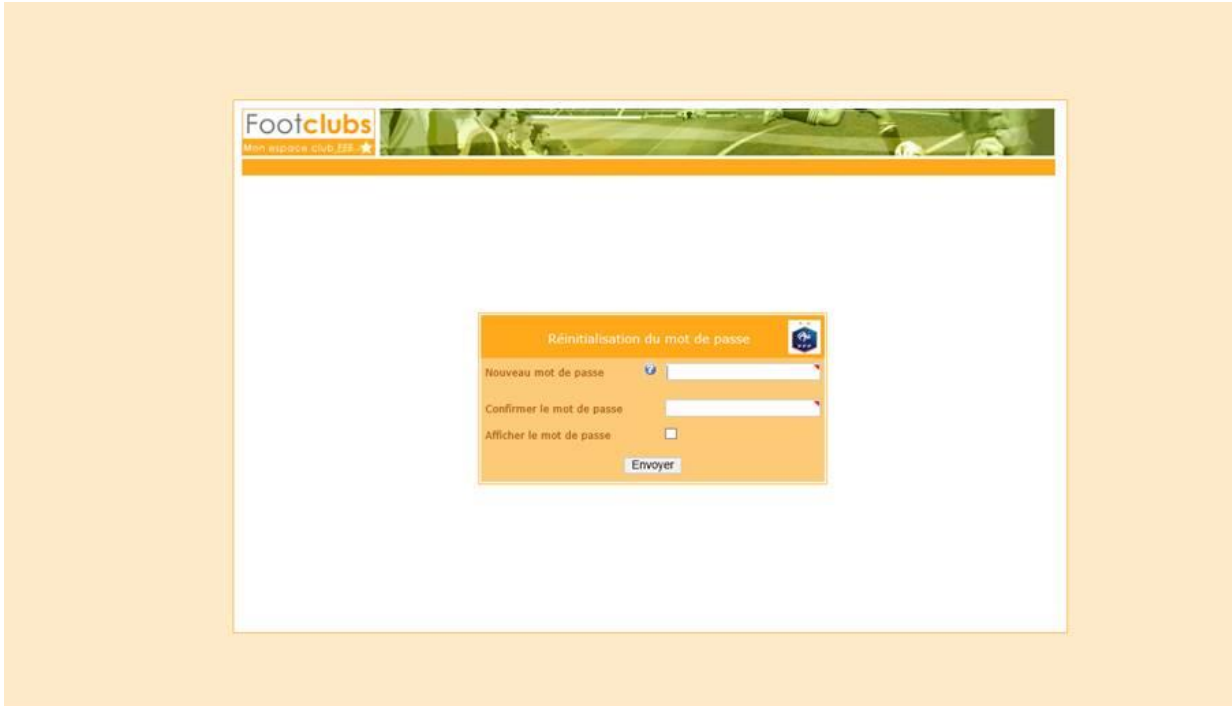 Footclubs
Mon espace club FFF
Réinitialisation du mot de passe
FFF
Nouveau mot de passe
Confirmer le mot de passe
Afficher le mot de passe
Envoyer